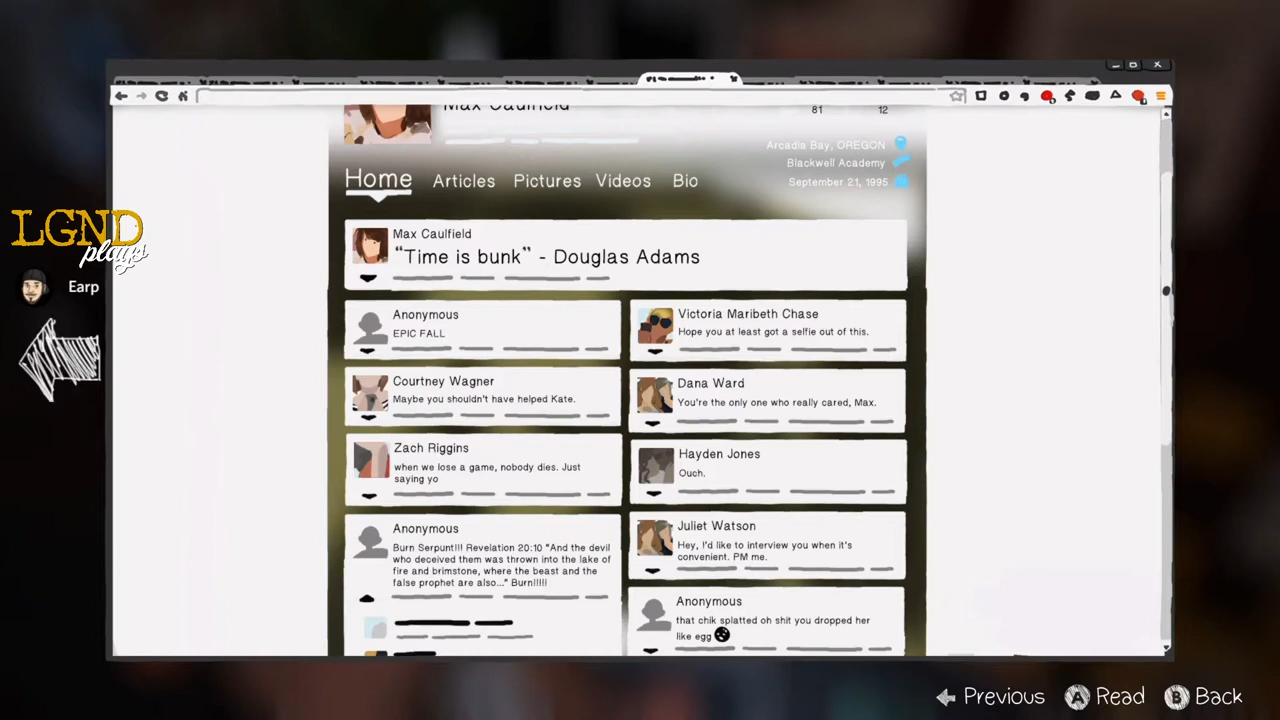 Max Caulfield
81 12
Arcadia Bay, OREGON
Blackwell Academy
September 21, 1995
Home Articles Pictures Videos Bio
LGND
plays
Earp
Max Caulfield
“Time is bunk” - Douglas Adams
Anonymous
EPIC FALL
Courtney Wagner
Maybe you shouldn't have helped Kate.
Zach Riggins
when we lose a game, nobody dies. Just
saying yo
Anonymous
Burn Serpunt!!! Revelation 20:10 "And the devil
who deceived them was thrown into the lake of
fire and brimstone, where the beast and the
false prophet are also..." Burn!!!!!
Victoria Maribeth Chase
Hope you at least got a selfie out of this.
Dana Ward
You're the only one who really cared, Max.
Hayden Jones
Ouch.
Juliet Watson
Hey, I'd like to interview you when it's
convenient. PM me.
Anonymous
that chik splatted oh shit you dropped her
like egg
Previous A Read B Back